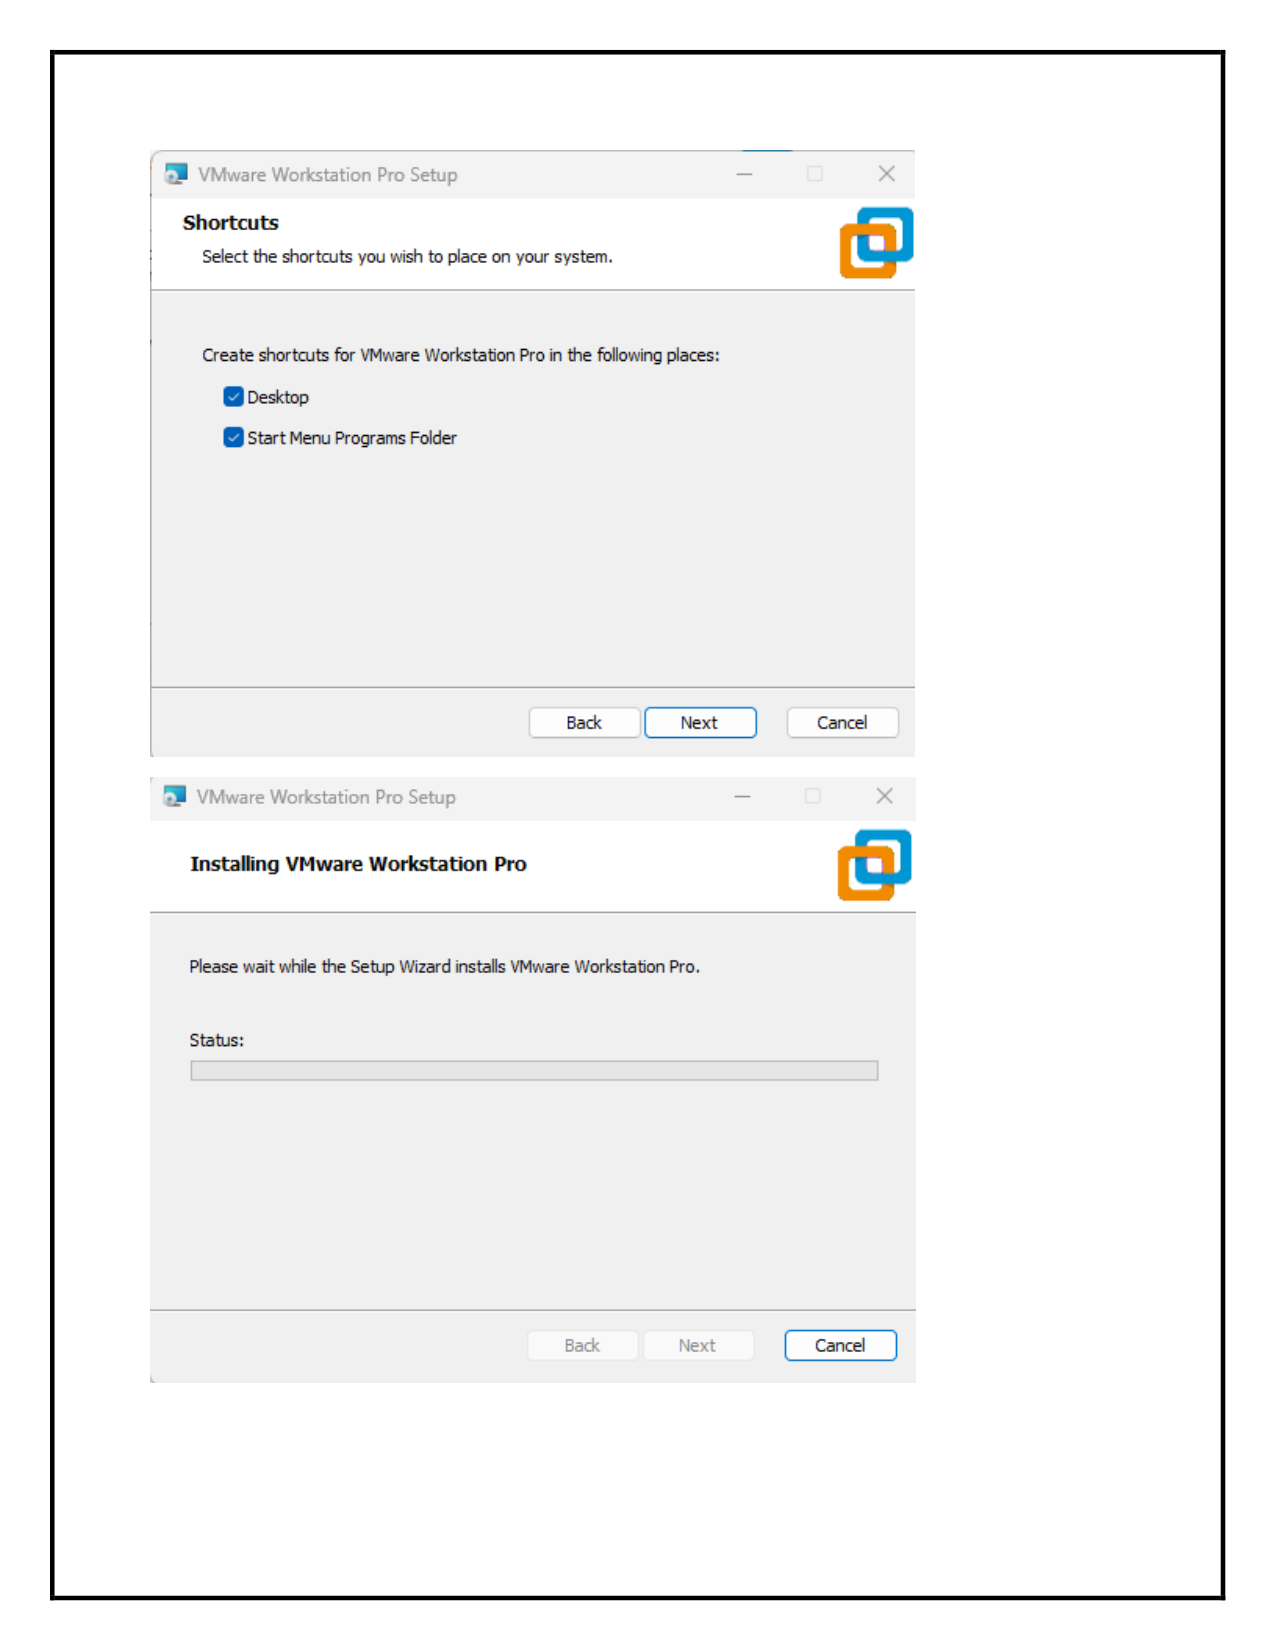 VMware Workstation Pro Setup
Shortcuts
Select the shortcuts you wish to place on your system.
Create shortcuts for VMware Workstation Pro in the following places:
Desktop
Start Menu Programs Folder
Back Next Cancel
VMware Workstation Pro Setup
Installing VMware Workstation Pro
Please wait while the Setup Wizard installs VMware Workstation Pro.
Status:
Back Next Cancel